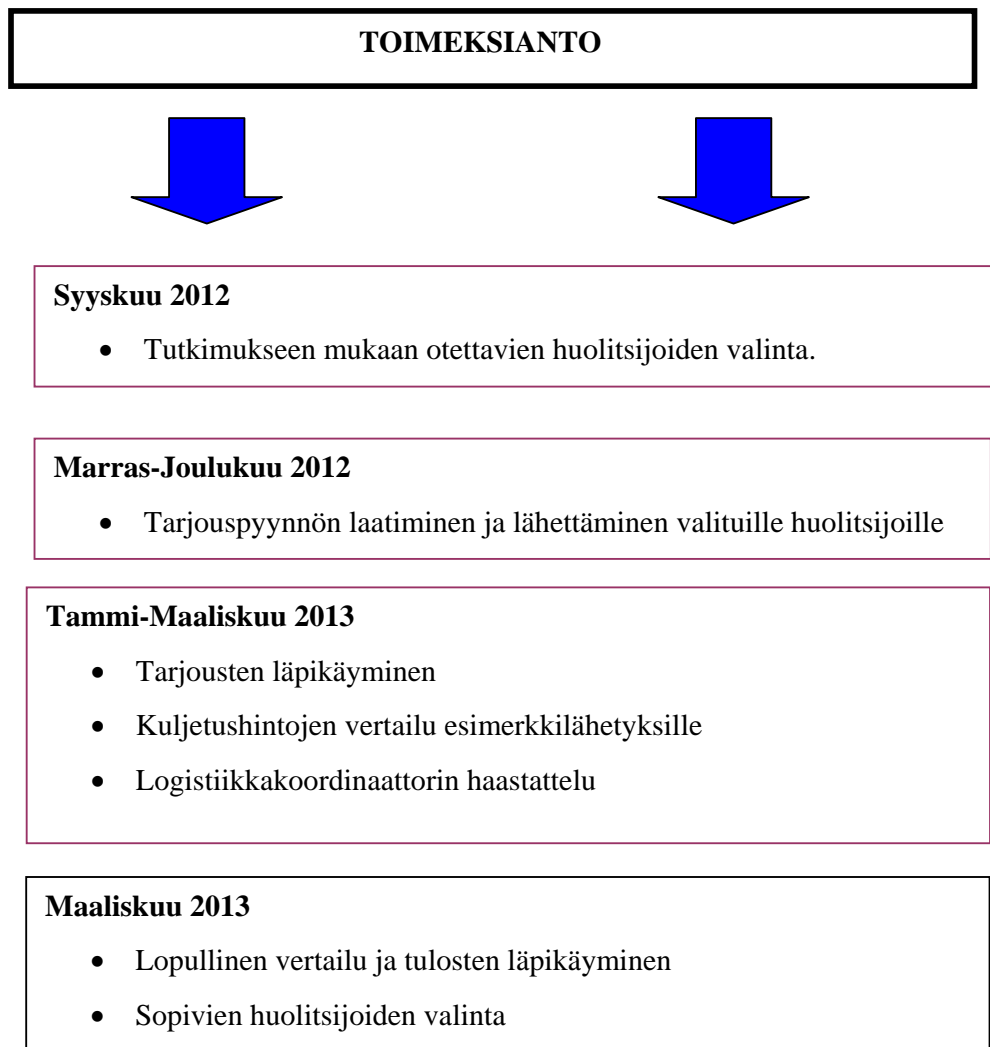 TOIMEKSIANTO
Syyskuu 2012
• Tutkimukseen mukaan otettavien huolitsijoiden valinta.
Marras-Joulukuu 2012
• Tarjouspyynnön laatiminen ja lähettäminen valituille huolitsijoille
Tammi-Maaliskuu 2013
• Tarjousten läpikäyminen
• Kuljetushintojen vertailu esimerkkilähetyksille
• Logistiikkakoordinaattorin haastattelu
Maaliskuu 2013
• Lopullinen vertailu ja tulosten läpikäyminen
• Sopivien huolitsijoiden valinta